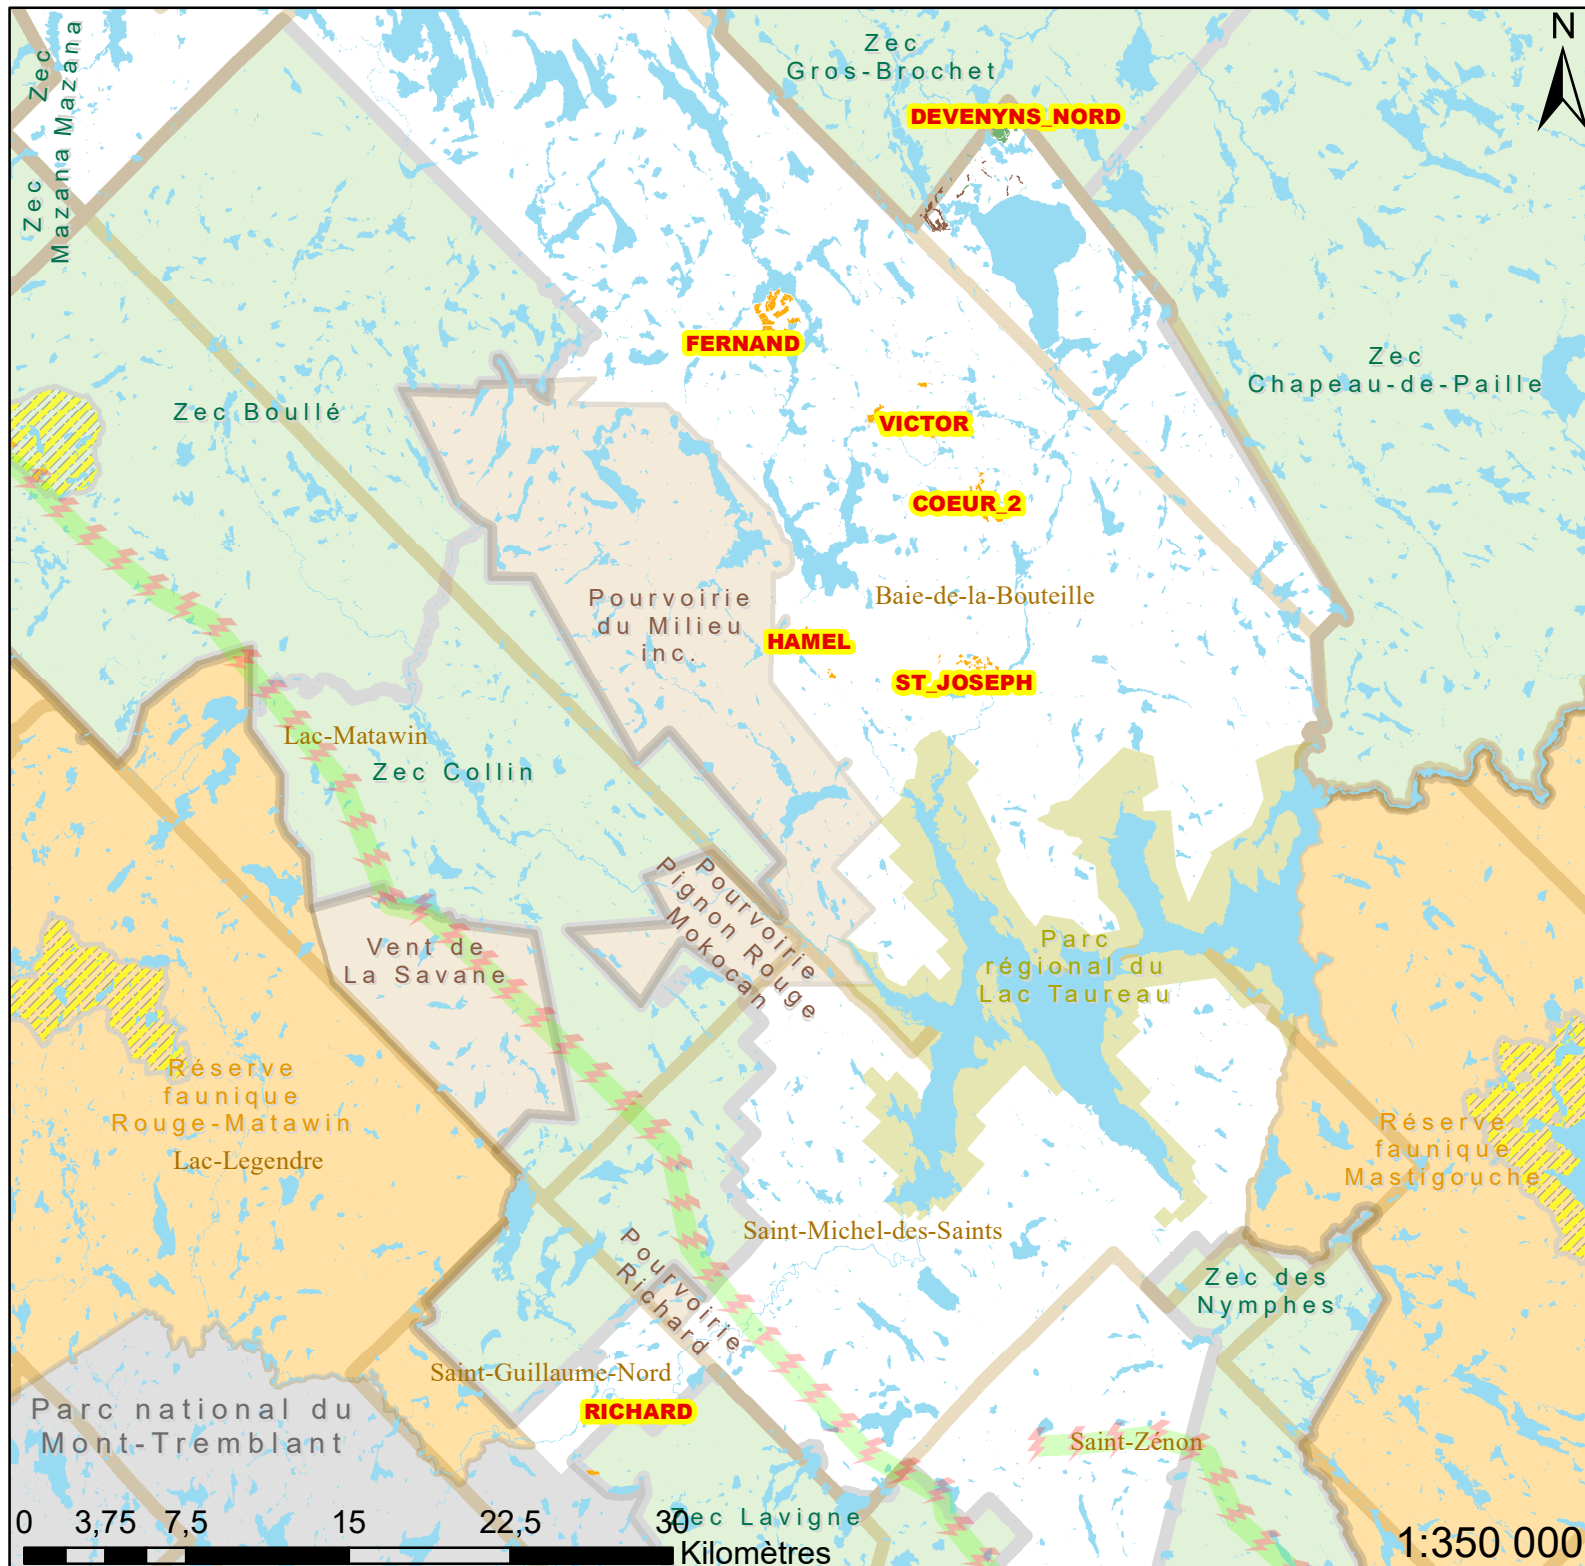 Zec
Gros-Brochet
N
Zec
Mazana
Zec
Mazana
DEVENYNS_NORD
FERNAND
Zec
Chapeau-de-Paille
Zec Boullé
VICTOR
COEUR_2
Pourvoirie
du Milieu
inc.
Baie-de-la-Bouteille
HAMEL
ST_JOSEPH
Lac-Matawin
Zec Collin
Pourvoirie
Pignon Rouge
Mokocan
Vent de
La Savane
Parc
régional du
Lac Taureau
Réserve
faunique
Rouge-Matawin
Lac-Legendre
Réserve
faunique
Mastigouche
Saint-Michel-des-Saints
Pourvoirie
Richard
Zec des
Nymphes
Saint-Guillaume-Nord
RICHARD
Parc national du
Mont-Tremblant
Saint-Zénon
Zec Lavigne
0 3,75 7,5 15 22,5 30
Kilomètres
1:350 000